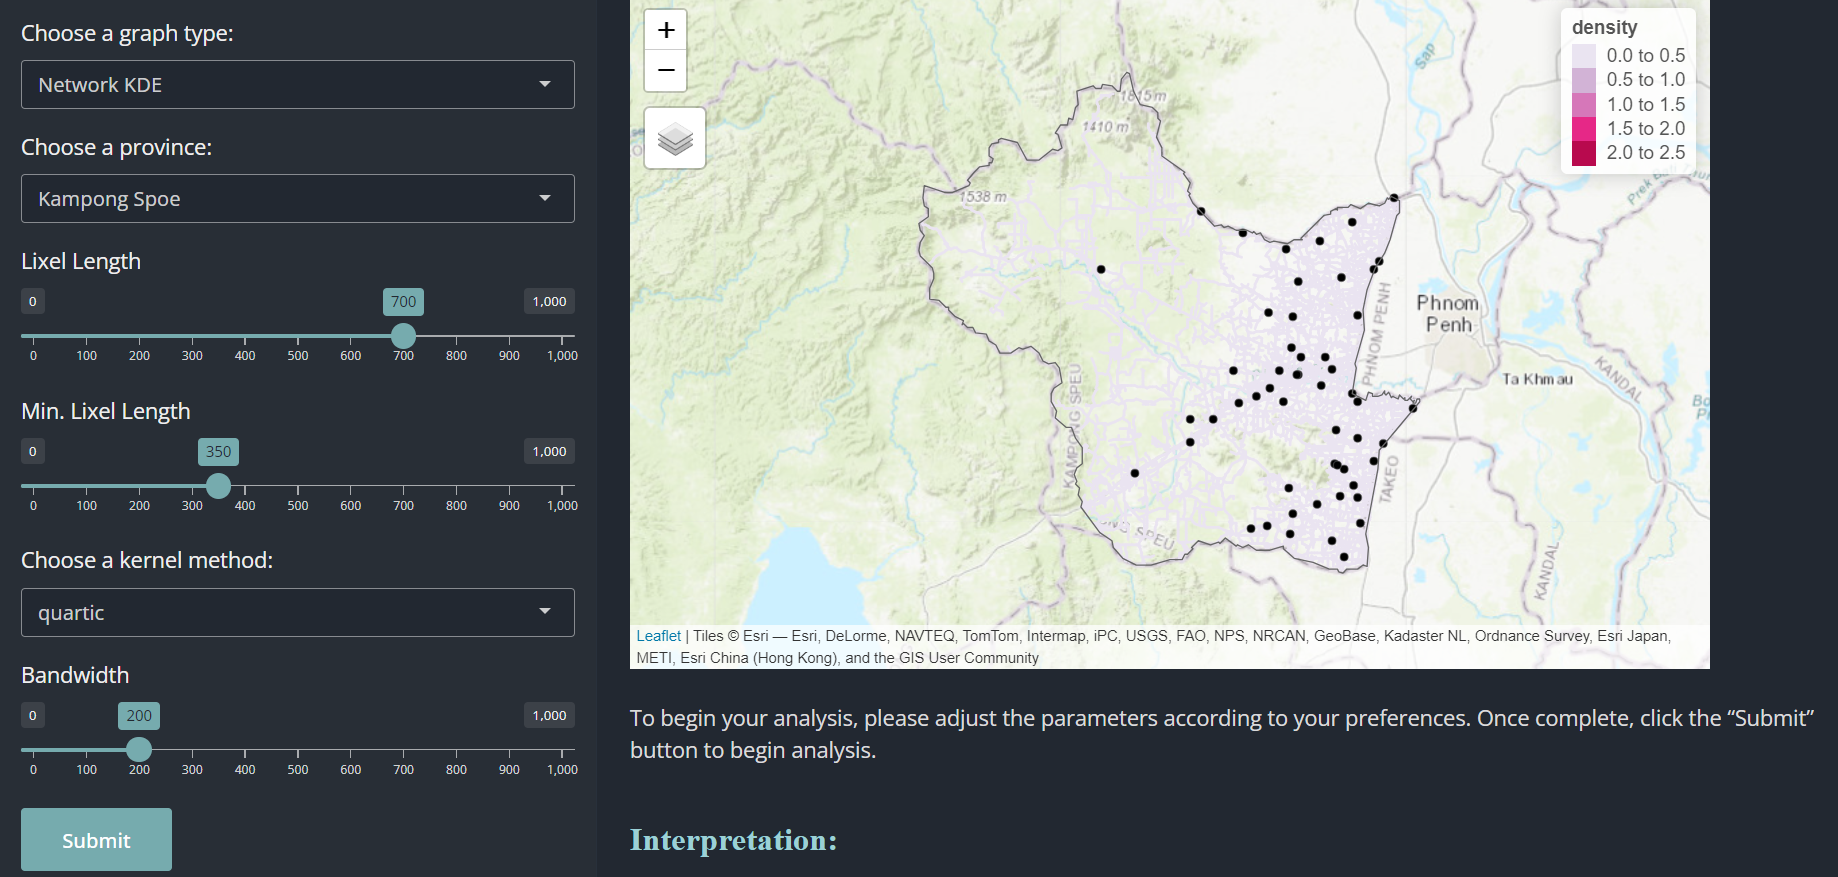 Choose a graph type:
Network KDE
Choose a province:
Kampong Spoe
Lixel Length
0 700 1,000
0 100 200 300 400 500 600 700 800 900 1,000
Min. Lixel Length
0 350 1,000
0 100 200 300 400 500 600 700 800 900 1,000
Choose a kernel method:
quartic
Bandwidth
0 200 1,000
0 100 200 300 400 500 600 700 800 900 1,000
Submit
+
−
density
0.0 to 0.5
0.5 to 1.0
1.0 to 1.5
1.5 to 2.0
2.0 to 2.5
Sap
1815 m
1410 m
1538 m
Prek
Phnom
Penh
PHNOM PENH
Ta Khmau
KANDAL
KAMPONG SPEU
TAKEO
NG SPEU
KANDAL
Leaflet | Tiles © Esri — Esri, DeLorme, NAVTEQ, TomTom, Intermap, iPC, USGS, FAO, NPS, NRCAN, GeoBase, Kadaster NL, Ordnance Survey, Esri Japan,
METI, Esri China (Hong Kong), and the GIS User Community
To begin your analysis, please adjust the parameters according to your preferences. Once complete, click the “Submit”
button to begin analysis.
Interpretation: